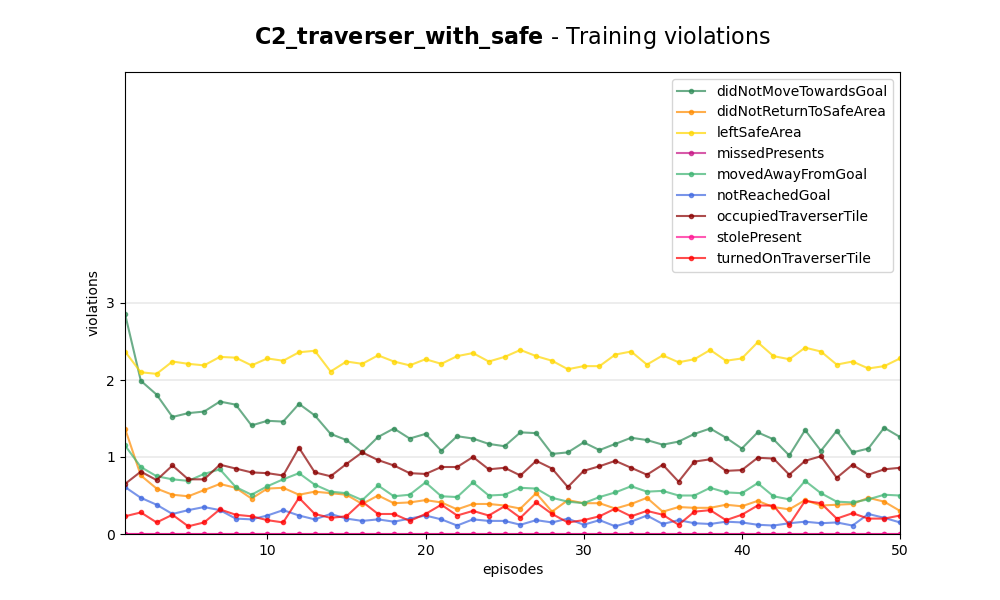 C2_traverser_with_safe - Training violations
didNotMoveTowardsGoal
didNotReturnToSafeArea
leftSafeArea
missedPresents
movedAwayFromGoal
notReachedGoal
occupiedTraverserTile
stolePresent
turnedOnTraverserTile
violations
3
2
1
0
10
20
30
40
50
episodes